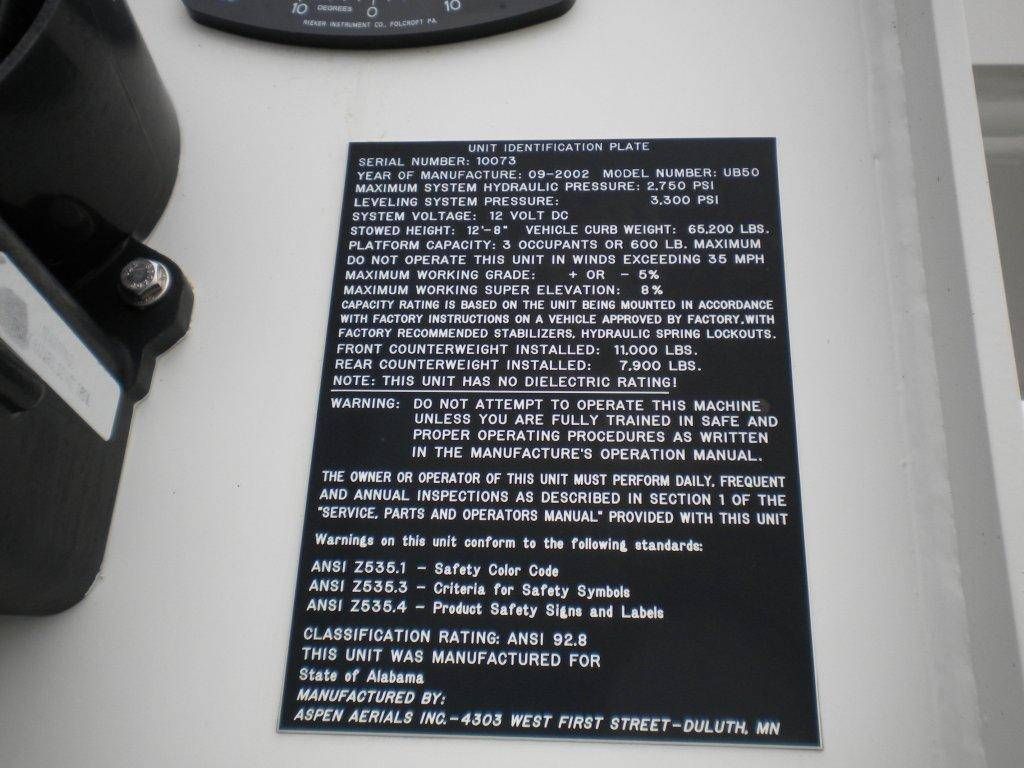 10 DEGREES 0 10
RIEKER INSTRUMENT CO., FOLCROFT PA.
UNIT IDENTIFICATION PLATE
SERIAL NUMBER: 10073
YEAR OF MANUFACTURE: 09-2002 MODEL NUMBER: UB50
MAXIMUM SYSTEM HYDRAULIC PRESSURE: 2,750 PSI
LEVELING SYSTEM PRESSURE: 3,300 PSI
SYSTEM VOLTAGE: 12 VOLT DC
STOWED HEIGHT: 12'-8" VEHICLE CURB WEIGHT: 65,200 LBS.
PLATFORM CAPACITY: 3 OCCUPANTS OR 600 LB. MAXIMUM
DO NOT OPERATE THIS UNIT IN WINDS EXCEEDING 35 MPH
MAXIMUM WORKING GRADE: + OR - 5%
MAXIMUM WORKING SUPER ELEVATION: 8%
CAPACITY RATING IS BASED ON THE UNIT BEING MOUNTED IN ACCORDANCE
WITH FACTORY INSTRUCTIONS ON A VEHICLE APPROVED BY FACTORY, WITH
FACTORY RECOMMENDED STABILIZERS, HYDRAULIC SPRING LOCKOUTS.
FRONT COUNTERWEIGHT INSTALLED: 11,000 LBS.
REAR COUNTERWEIGHT INSTALLED: 7,900 LBS.
NOTE: THIS UNIT HAS NO DIELECTRIC RATING!
WARNING: DO NOT ATTEMPT TO OPERATE THIS MACHINE
UNLESS YOU ARE FULLY TRAINED IN SAFE AND
PROPER OPERATING PROCEDURES AS WRITTEN
IN THE MANUFACTURE'S OPERATION MANUAL.
THE OWNER OR OPERATOR OF THIS UNIT MUST PERFORM DAILY, FREQUENT
AND ANNUAL INSPECTIONS AS DESCRIBED IN SECTION 1 OF THE
"SERVICE, PARTS AND OPERATORS MANUAL" PROVIDED WITH THIS UNIT
Warnings on this unit conform to the following standards:
ANSI Z535.1 - Safety Color Code
ANSI Z535.3 - Criteria for Safety Symbols
ANSI Z535.4 - Product Safety Signs and Labels
CLASSIFICATION RATING: ANSI 92.8
THIS UNIT WAS MANUFACTURED FOR
State of Alabama
MANUFACTURED BY:
ASPEN AERIALS INC.-4303 WEST FIRST STREET-DULUTH, MN